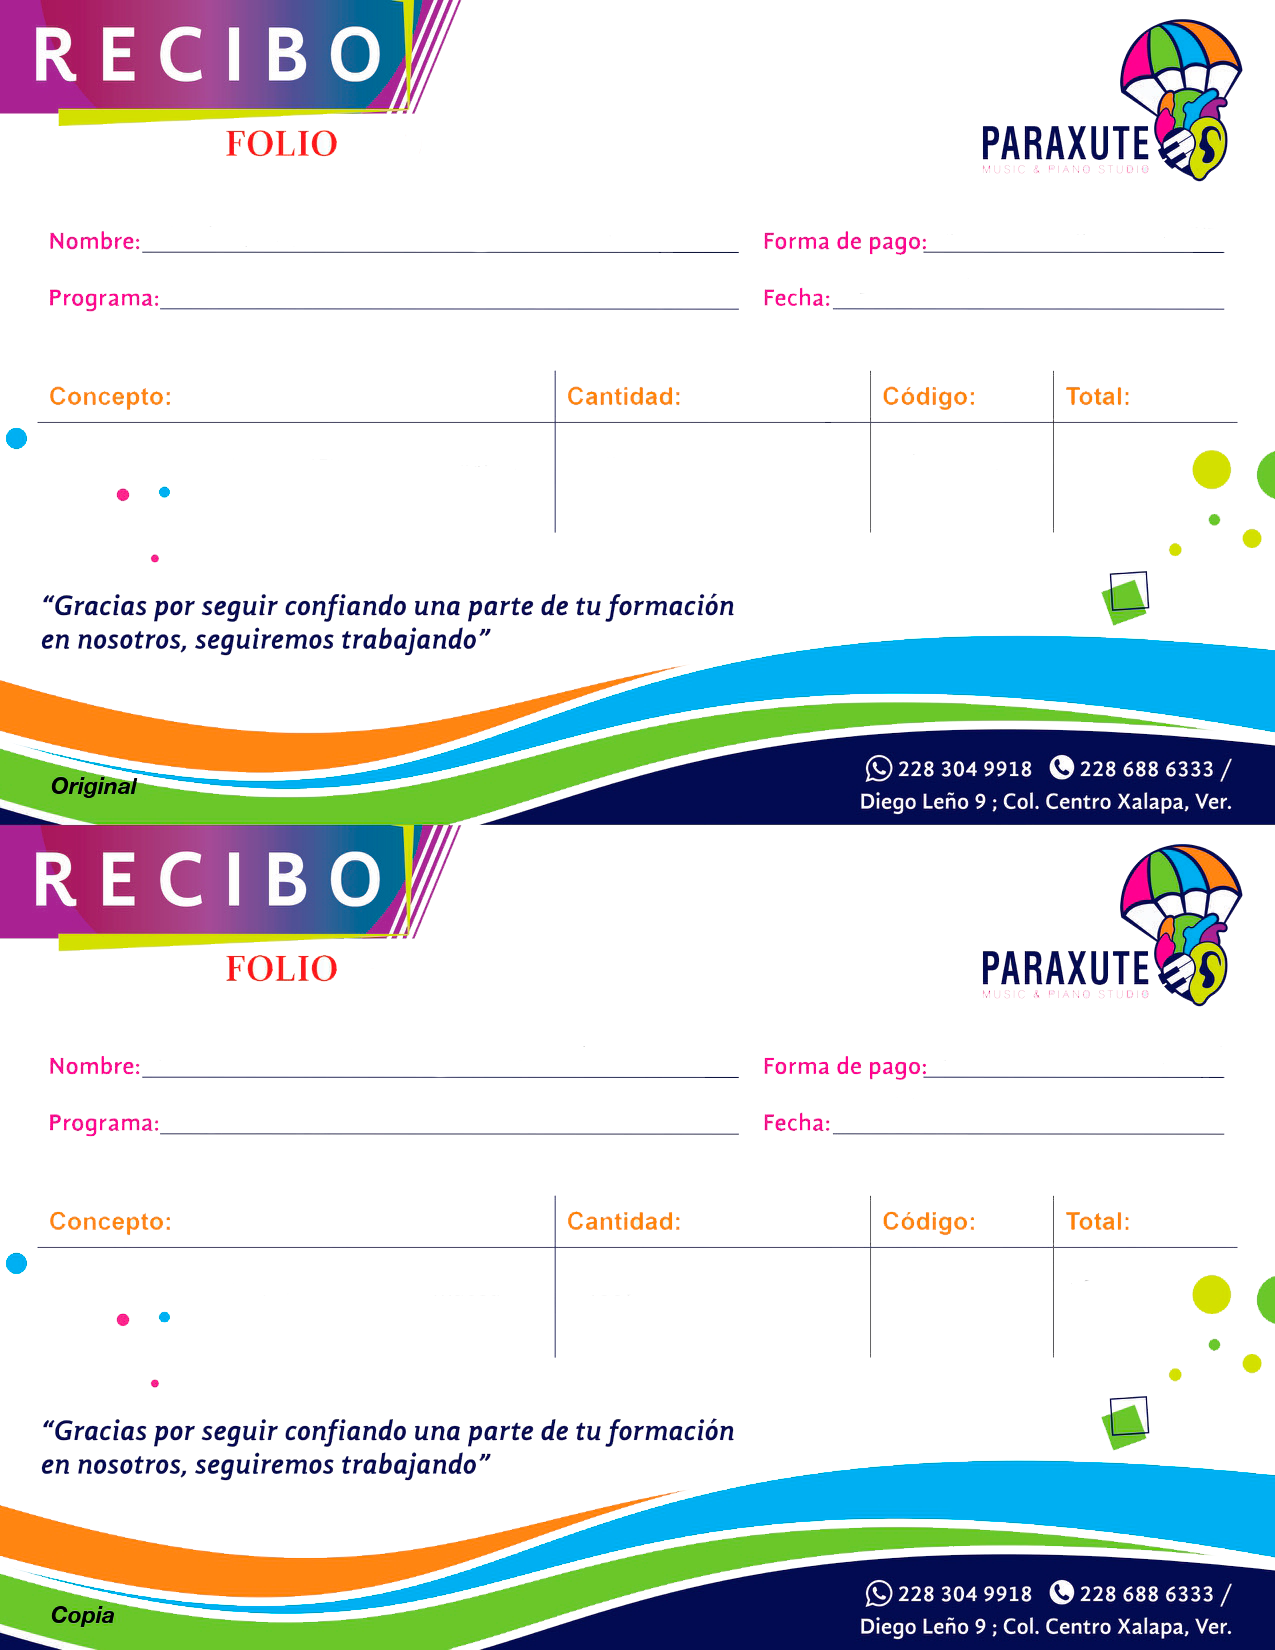 RECIBO
FOLIO
PARAXUTE
MUSIC & PIANO STUDIO
Nombre: Forma de pago:
Programa: Fecha:
Concepto: Cantidad: Código: Total:
“Gracias por seguir confiando una parte de tu formación
en nosotros, seguiremos trabajando”
Original
228 304 9918 228 688 6333 /
Diego Leño 9 ; Col. Centro Xalapa, Ver.
RECIBO
FOLIO
PARAXUTE
MUSIC & PIANO STUDIO
Nombre: Forma de pago:
Programa: Fecha:
Concepto: Cantidad: Código: Total:
“Gracias por seguir confiando una parte de tu formación
en nosotros, seguiremos trabajando”
Copia
228 304 9918 228 688 6333 /
Diego Leño 9 ; Col. Centro Xalapa, Ver.